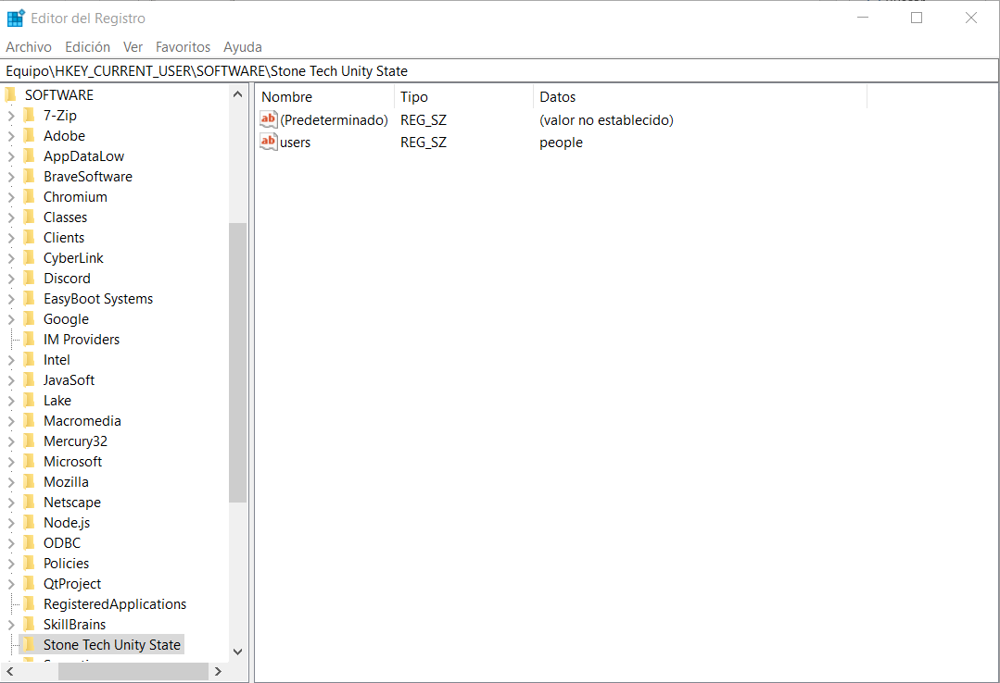 Editor del Registro
Archivo Edición Ver Favoritos Ayuda
Equipo\HKEY_CURRENT_USER\SOFTWARE\Stone Tech Unity State
SOFTWARE
7-Zip
Adobe
AppDataLow
BraveSoftware
Chromium
Classes
Clients
CyberLink
Discord
EasyBoot Systems
Google
IM Providers
Intel
JavaSoft
Lake
Macromedia
Mercury32
Microsoft
Mozilla
Netscape
Node.js
ODBC
Policies
QtProject
RegisteredApplications
SkillBrains
Stone Tech Unity State
Nombre Tipo Datos
ab (Predeterminado) REG_SZ (valor no establecido)
ab users REG_SZ people